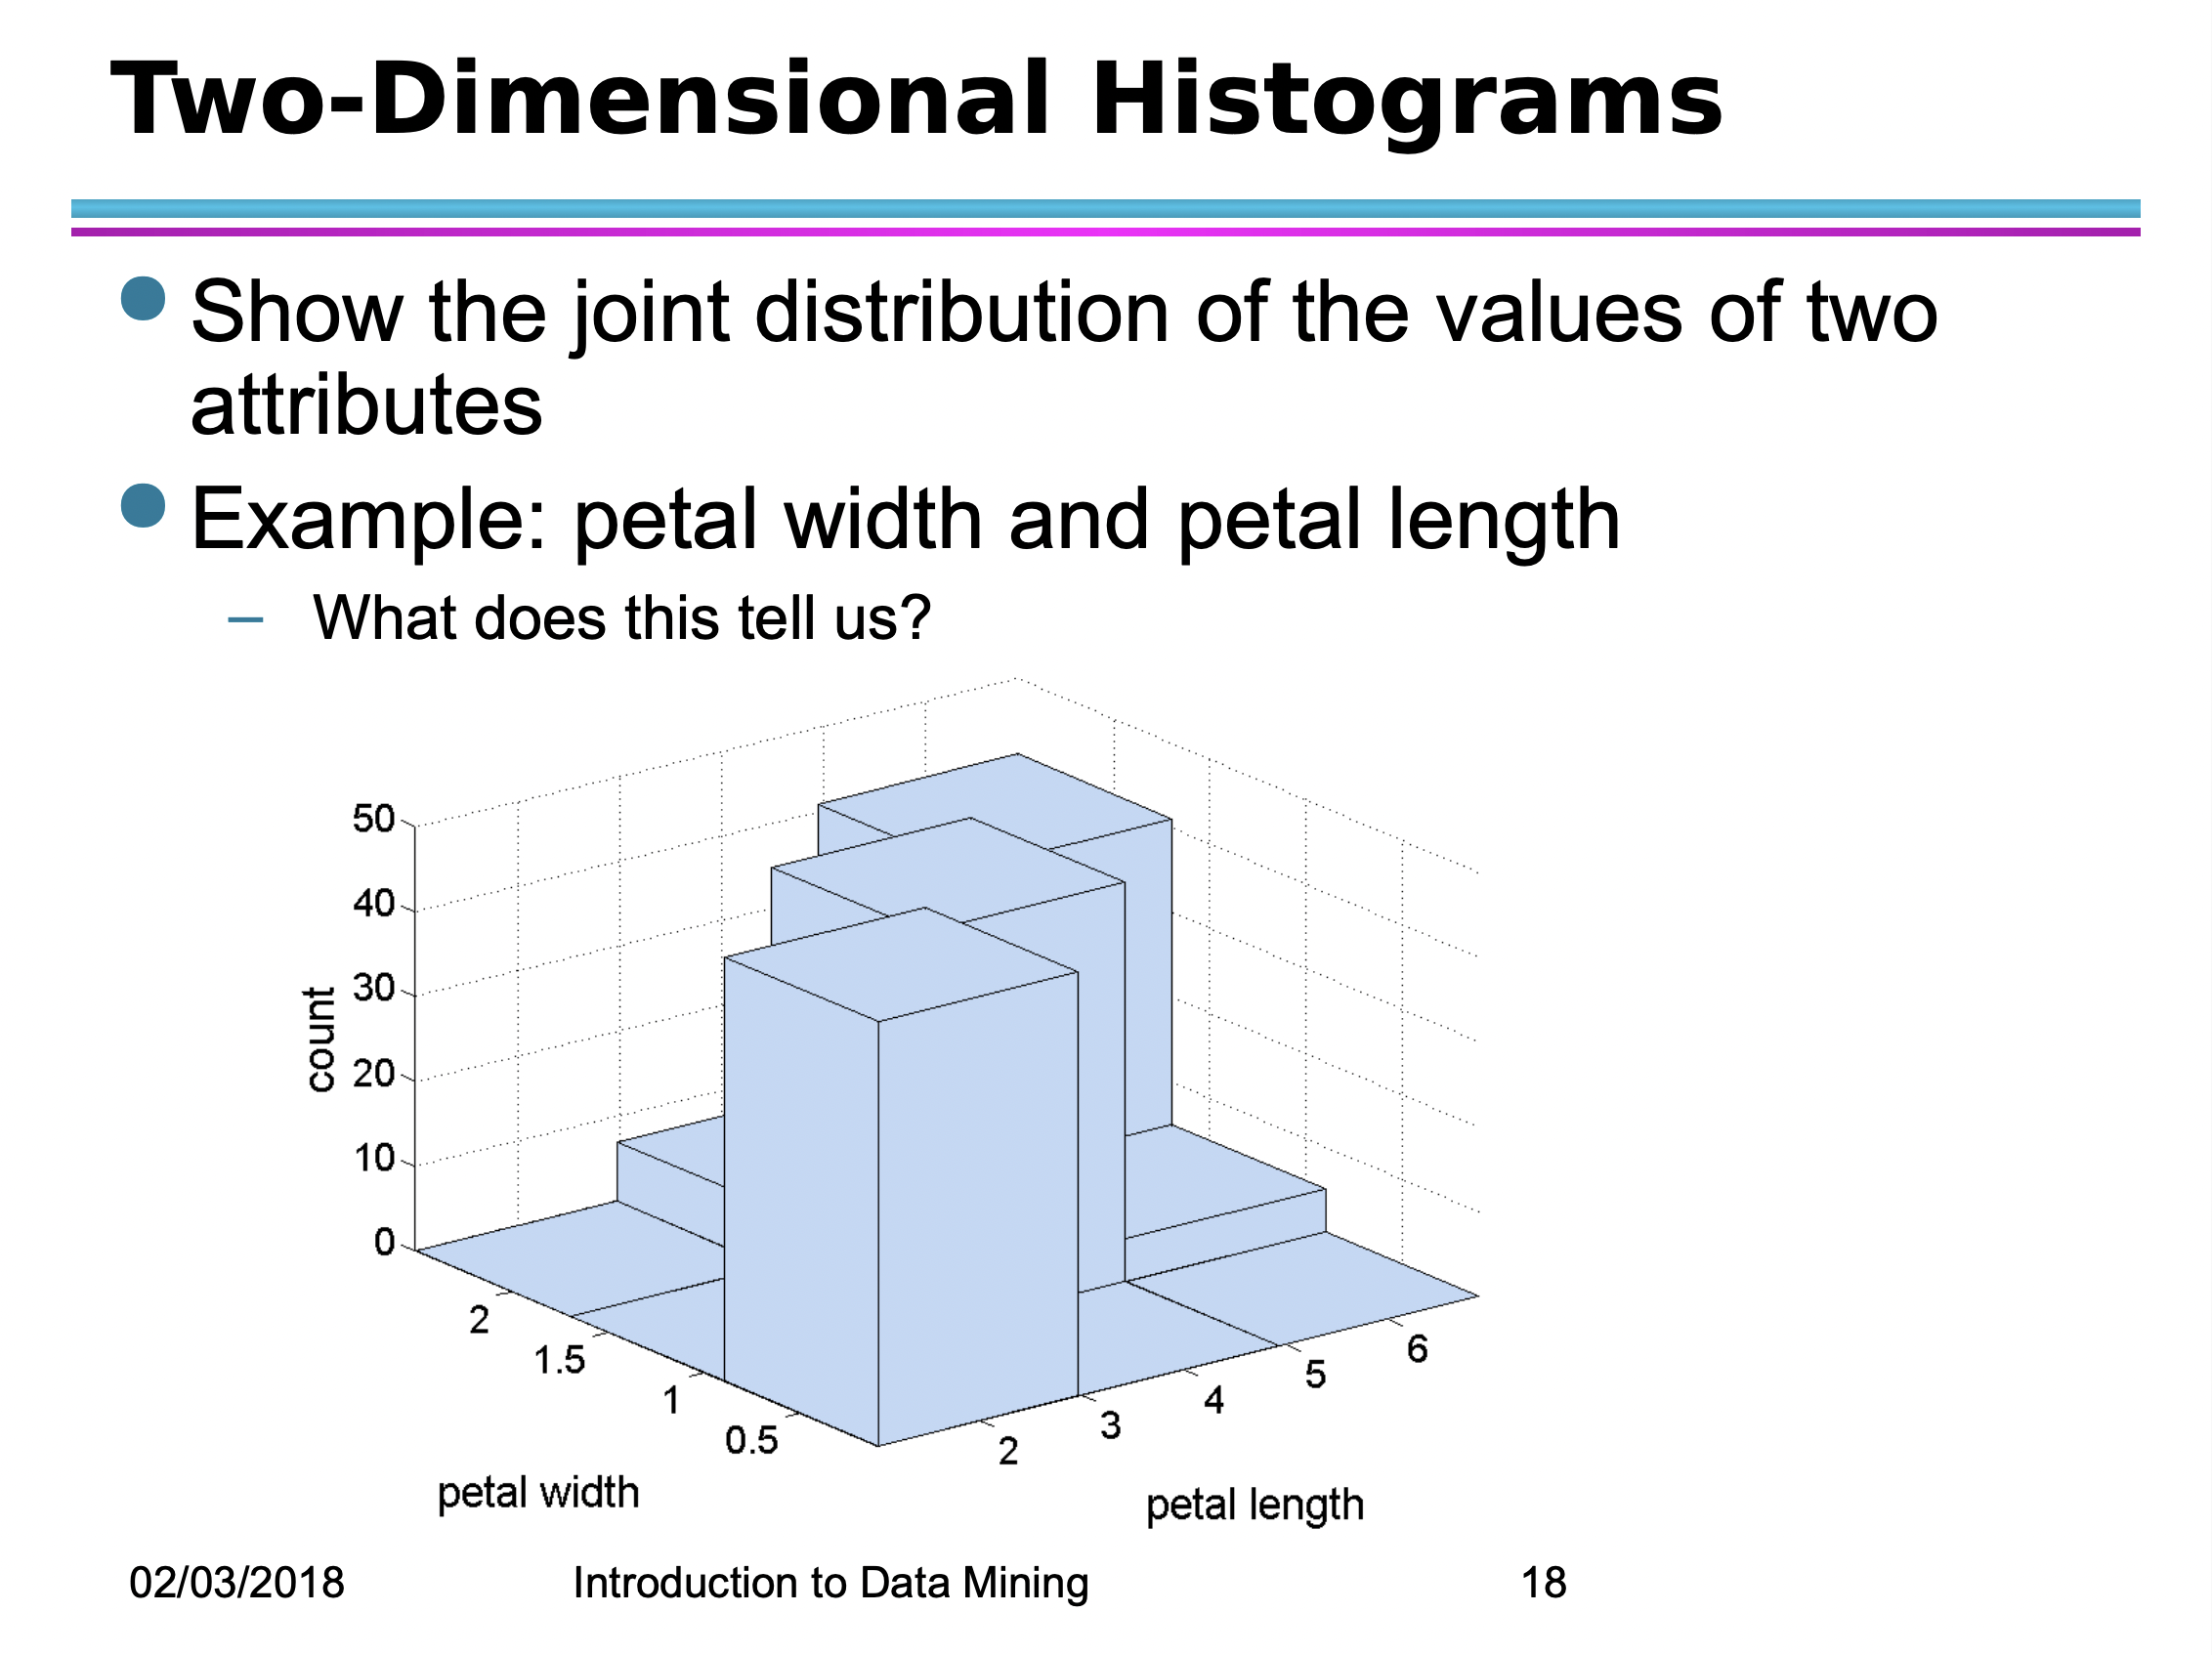 Two-Dimensional Histograms
Show the joint distribution of the values of two
attributes
Example: petal width and petal length
– What does this tell us?
50
40
30
20
10
0
count
2
1.5
1
0.5
petal width
2
3
4
5
6
petal length
02/03/2018 Introduction to Data Mining 18